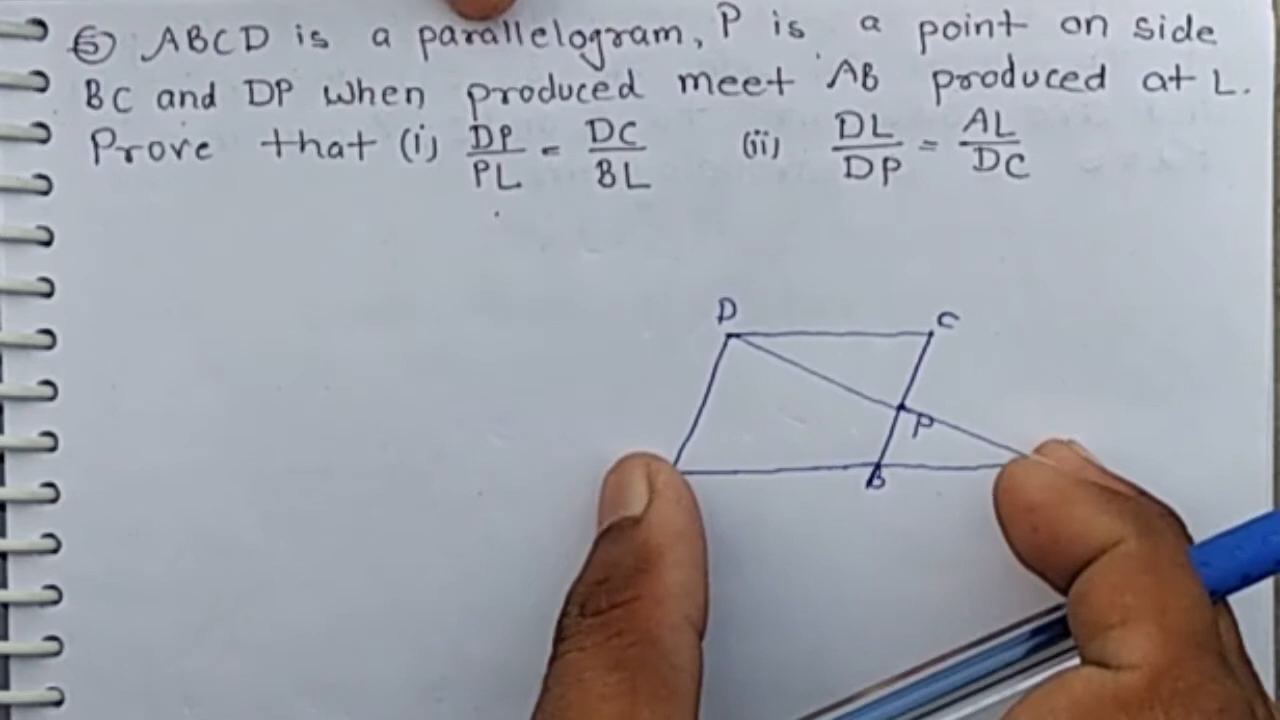 ⑤ ABCD is a parallelogram, P is a point on side
BC and DP when produced meet AB produced at L.
Prove that (i) DP/PL = DC/BL (ii) DL/DP = AL/DC
D
C
P
B